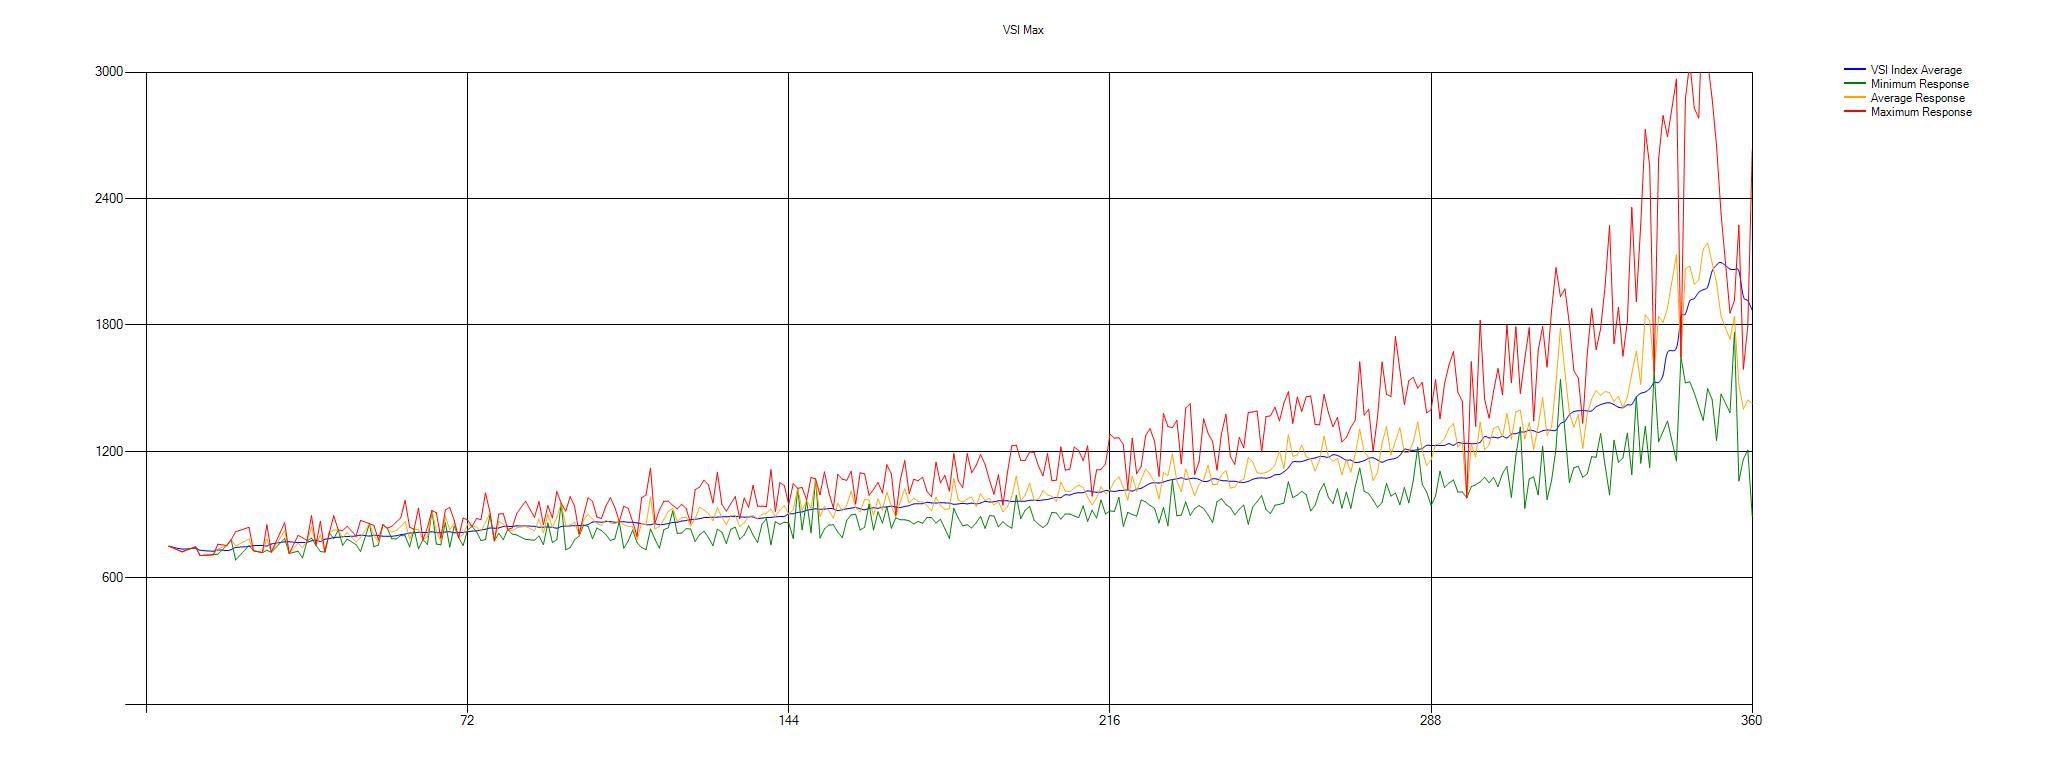 VSI Max
3000
2400
1800
1200
600
72
144
216
288
360
VSI Index Average
Minimum Response
Average Response
Maximum Response